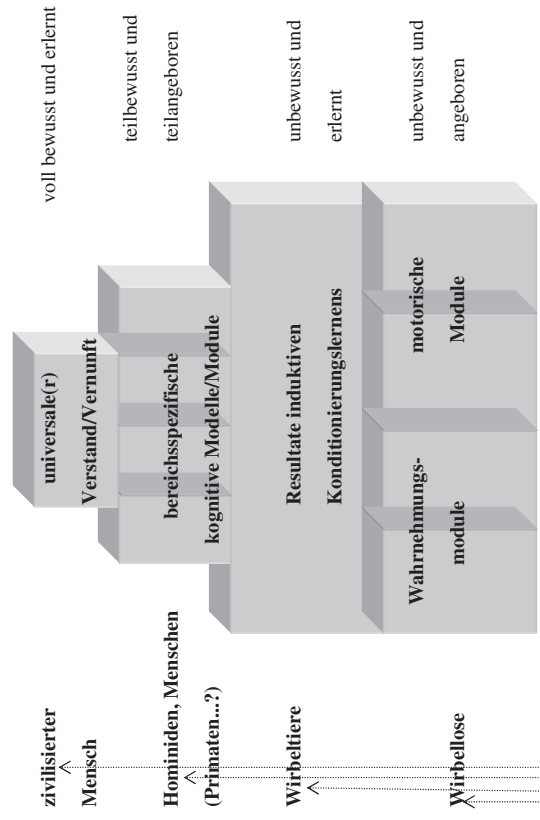 zivilisierter
Mensch
universale(r)
Verstand/Vernunft
voll bewusst und erlernt
Hominiden, Menschen
(Primaten...?)
bereichsspezifische
kognitive Modelle/Module
teilbewusst und
teilangeboren
Wirbeltiere
Resultate induktiven
Konditionierungslernens
unbewusst und
erlernt
Wirbellose
Wahrnehmungs-
module
motorische
Module
unbewusst und
angeboren